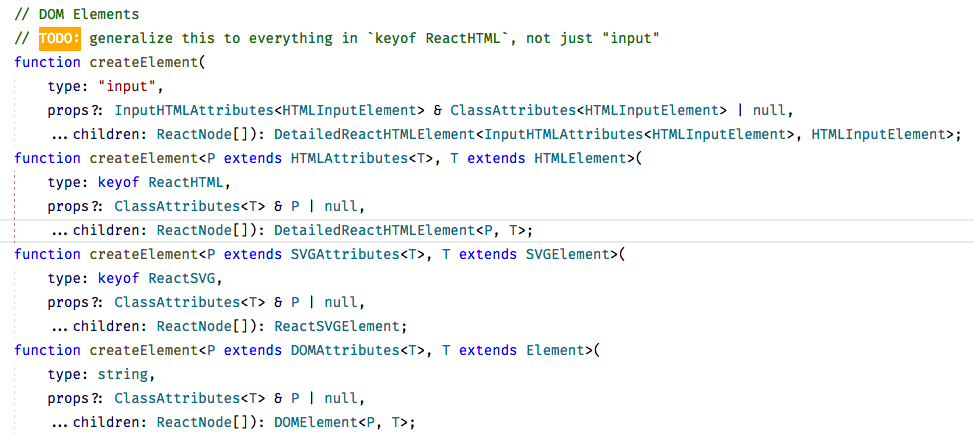 // DOM Elements
// TODO: generalize this to everything in `keyof ReactHTML`, not just "input"
function createElement(
    type: "input",
    props?: InputHTMLAttributes<HTMLInputElement> & ClassAttributes<HTMLInputElement> | null,
    ...children: ReactNode[]): DetailedReactHTMLElement<InputHTMLAttributes<HTMLInputElement>, HTMLInputElement>;
function createElement<P extends HTMLAttributes<T>, T extends HTMLElement>(
    type: keyof ReactHTML,
    props?: ClassAttributes<T> & P | null,
    ...children: ReactNode[]): DetailedReactHTMLElement<P, T>;
function createElement<P extends SVGAttributes<T>, T extends SVGElement>(
    type: keyof ReactSVG,
    props?: ClassAttributes<T> & P | null,
    ...children: ReactNode[]): ReactSVGElement;
function createElement<P extends DOMAttributes<T>, T extends Element>(
    type: string,
    props?: ClassAttributes<T> & P | null,
    ...children: ReactNode[]): DOMElement<P, T>;